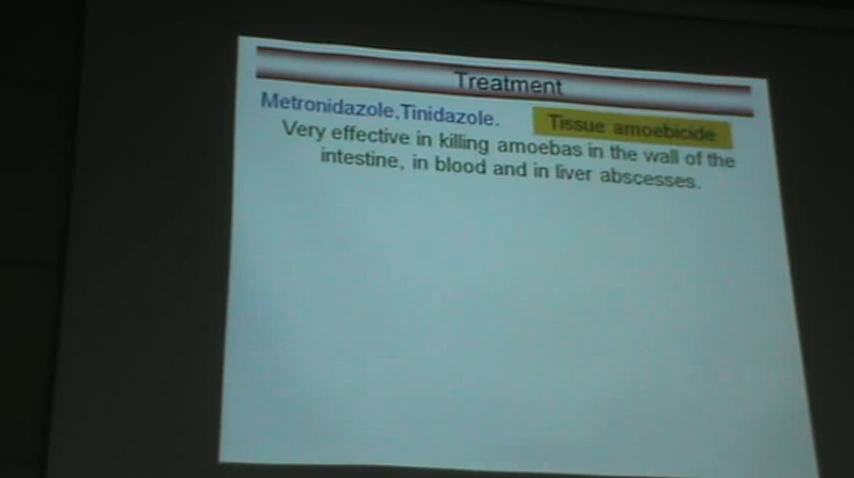 Treatment
Metronidazole,Tinidazole.
Tissue amoebicide
Very effective in killing amoebas in the wall of the
intestine, in blood and in liver abscesses.